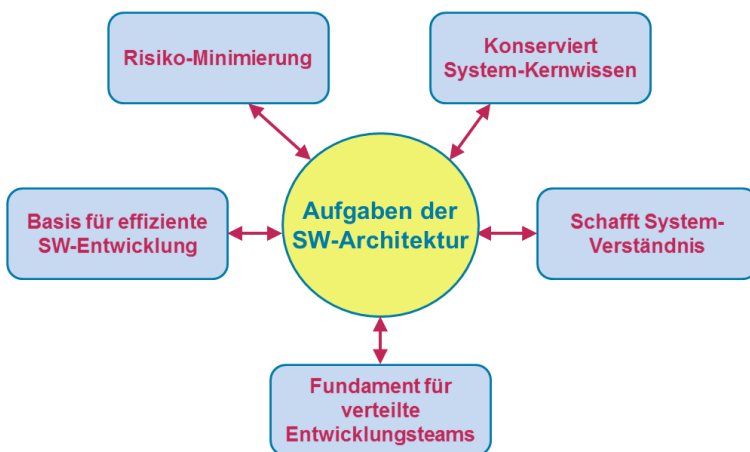 Risiko-Minimierung
Konserviert
System-Kernwissen
Aufgaben der
SW-Architektur
Basis für effiziente
SW-Entwicklung
Schafft System-
Verständnis
Fundament für
verteilte
Entwicklungsteams